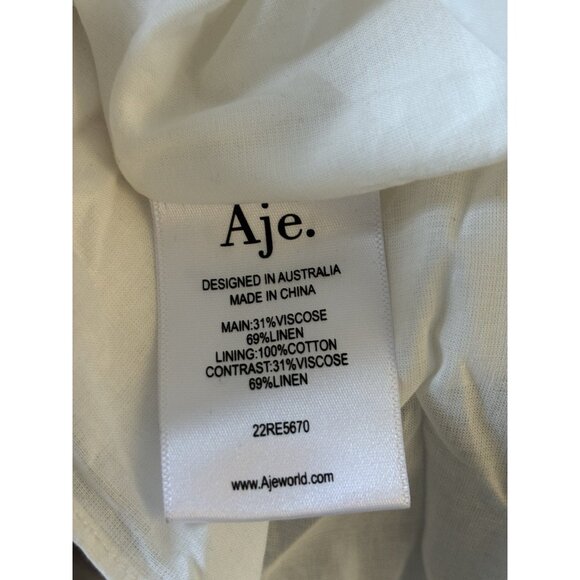 Aje.
DESIGNED IN AUSTRALIA
MADE IN CHINA
MAIN:31%VISCOSE
69%LINEN
LINING:100%COTTON
CONTRAST:31%VISCOSE
69%LINEN
22RE5670
www.Ajeworld.com